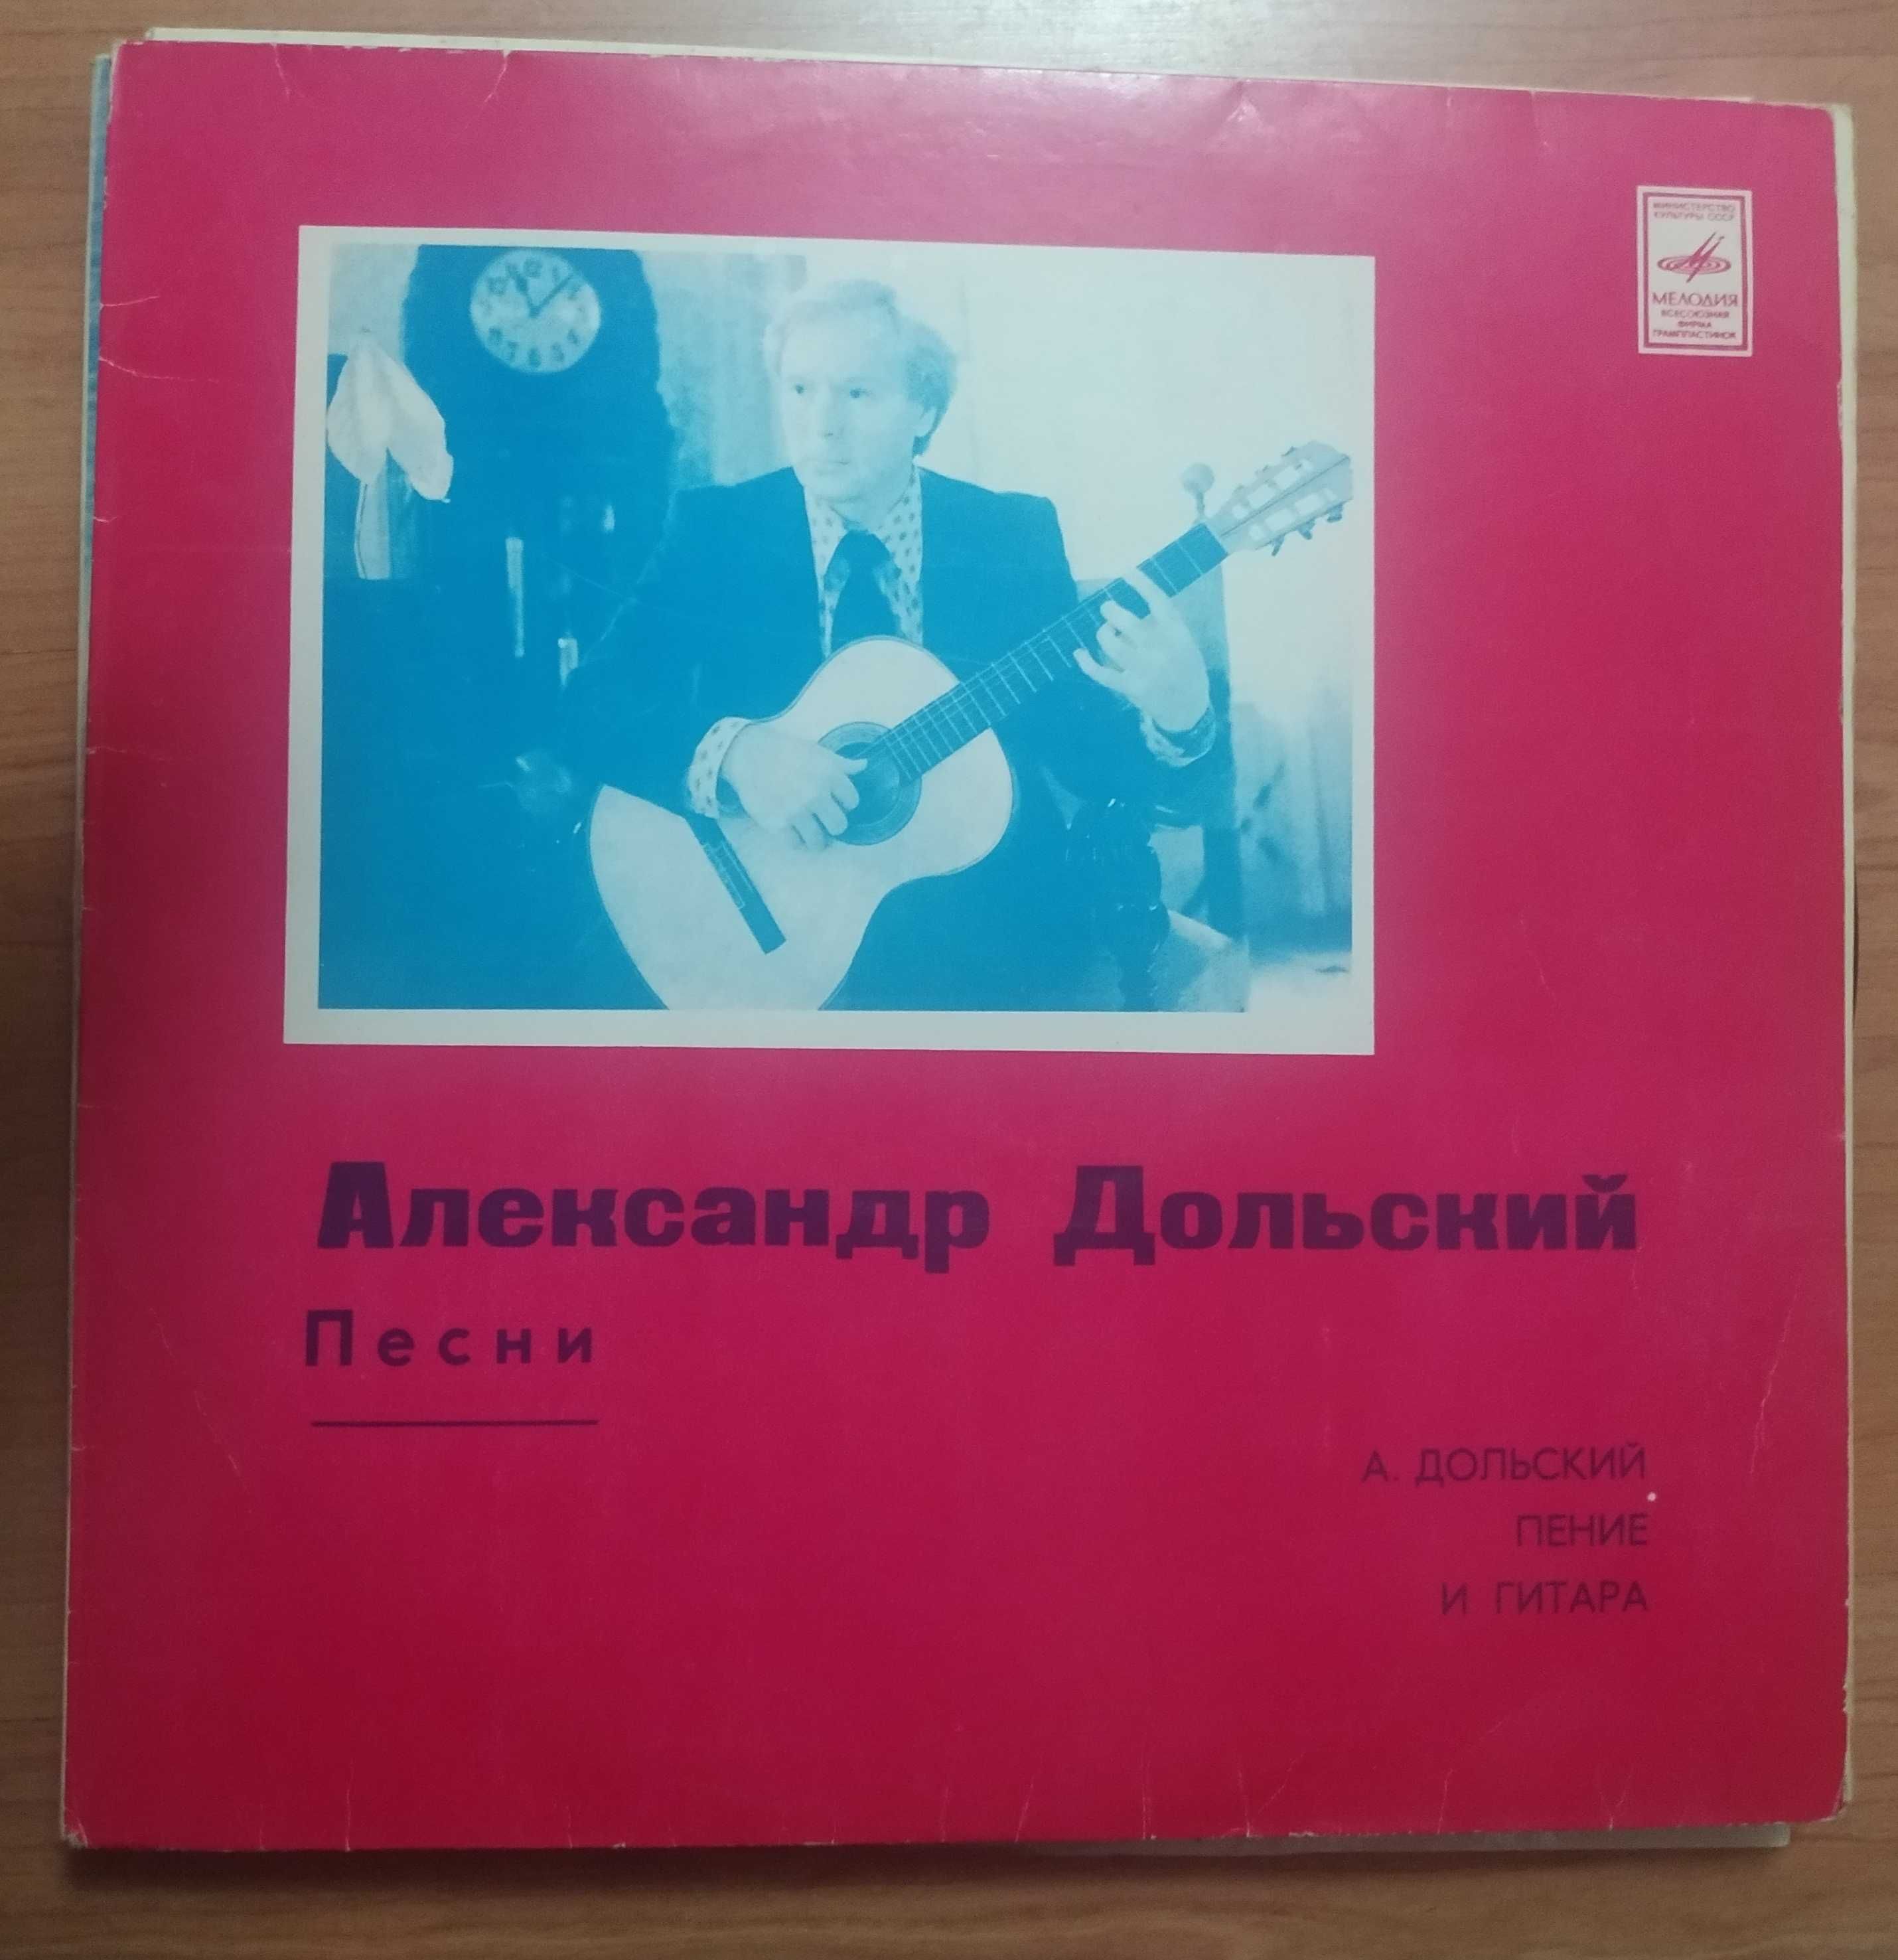 МИНИСТЕРСТВО
КУЛЬТУРЫ СССР
МЕЛОДИЯ
ВСЕСОЮЗНАЯ
ФИРМА
ГРАМПЛАСТИНОК
Александр Дольский
Песни
А. ДОЛЬСКИЙ
ПЕНИЕ
И ГИТАРА